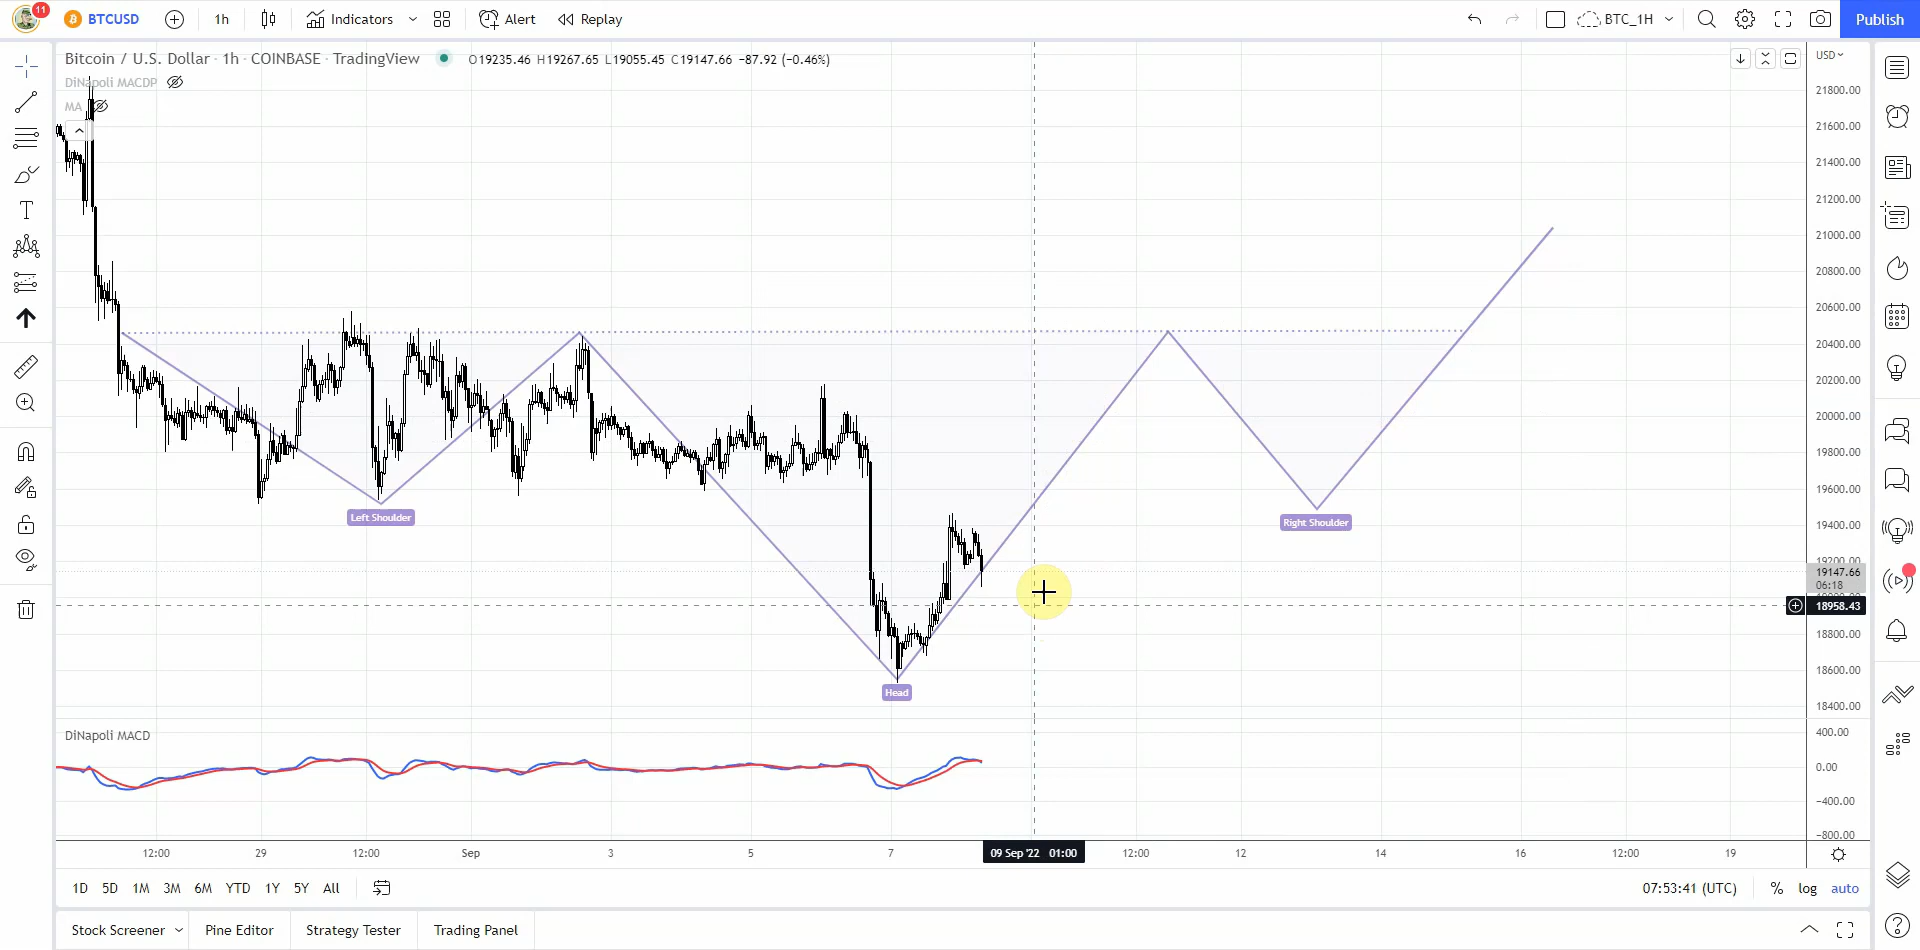 11
BTCUSD
1h
Indicators
Alert
Replay
BTC_1H
Publish
Bitcoin / U.S. Dollar · 1h · COINBASE · TradingView
O19235.46 H19267.65 L19055.45 C19147.66 −87.92 (−0.46%)
USD
DiNapoli MACDP
MA
21800.00
21600.00
21400.00
21200.00
21000.00
20800.00
20600.00
20400.00
20200.00
20000.00
19800.00
19600.00
19400.00
19200.00
19147.66
06:18
18958.43
18800.00
18600.00
18400.00
Left Shoulder
Right Shoulder
Head
DiNapoli MACD
400.00
0.00
−400.00
−800.00
12:00
29
12:00
Sep
3
5
7
09 Sep '22 01:00
12:00
12
14
16
12:00
19
1D
5D
1M
3M
6M
YTD
1Y
5Y
All
07:53:41 (UTC)
%
log
auto
Stock Screener
Pine Editor
Strategy Tester
Trading Panel